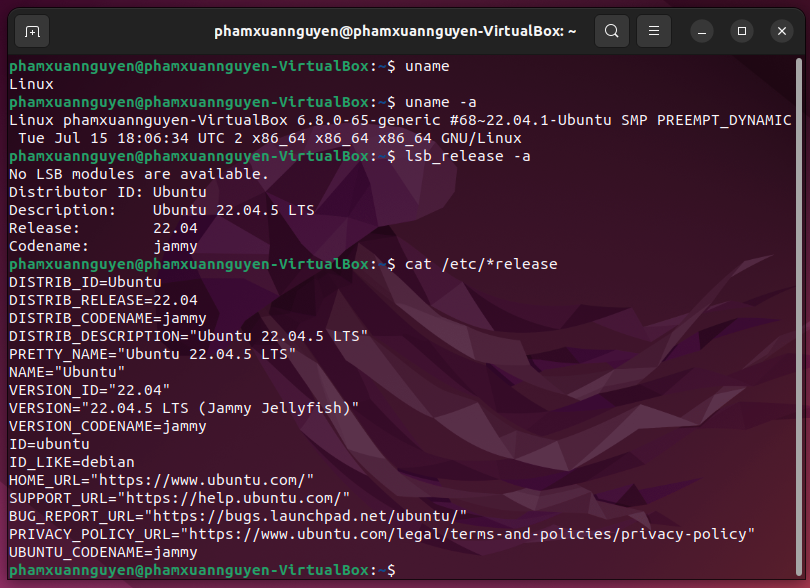 phamxuannguyen@phamxuannguyen-VirtualBox: ~
phamxuannguyen@phamxuannguyen-VirtualBox:~$ uname
Linux
phamxuannguyen@phamxuannguyen-VirtualBox:~$ uname -a
Linux phamxuannguyen-VirtualBox 6.8.0-65-generic #68~22.04.1-Ubuntu SMP PREEMPT_DYNAMIC
 Tue Jul 15 18:06:34 UTC 2 x86_64 x86_64 x86_64 GNU/Linux
phamxuannguyen@phamxuannguyen-VirtualBox:~$ lsb_release -a
No LSB modules are available.
Distributor ID: Ubuntu
Description:    Ubuntu 22.04.5 LTS
Release:        22.04
Codename:       jammy
phamxuannguyen@phamxuannguyen-VirtualBox:~$ cat /etc/*release
DISTRIB_ID=Ubuntu
DISTRIB_RELEASE=22.04
DISTRIB_CODENAME=jammy
DISTRIB_DESCRIPTION="Ubuntu 22.04.5 LTS"
PRETTY_NAME="Ubuntu 22.04.5 LTS"
NAME="Ubuntu"
VERSION_ID="22.04"
VERSION="22.04.5 LTS (Jammy Jellyfish)"
VERSION_CODENAME=jammy
ID=ubuntu
ID_LIKE=debian
HOME_URL="https://www.ubuntu.com/"
SUPPORT_URL="https://help.ubuntu.com/"
BUG_REPORT_URL="https://bugs.launchpad.net/ubuntu/"
PRIVACY_POLICY_URL="https://www.ubuntu.com/legal/terms-and-policies/privacy-policy"
UBUNTU_CODENAME=jammy
phamxuannguyen@phamxuannguyen-VirtualBox:~$